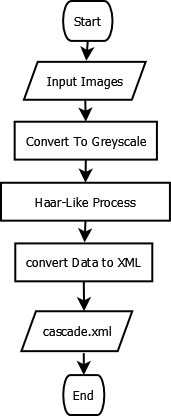 Start
Input Images
Convert To Greyscale
Haar-Like Process
convert Data to XML
cascade.xml
End